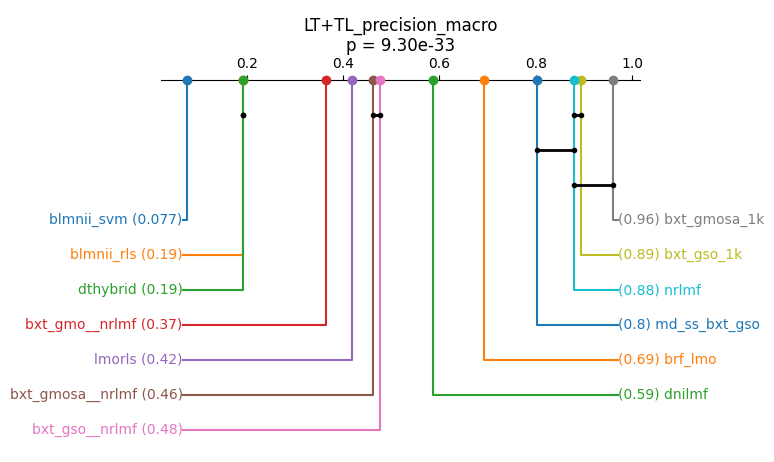 LT+TL_precision_macro
p = 9.30e-33
0.2 0.4 0.6 0.8 1.0
blmnii_svm (0.077)
(0.96) bxt_gmosa_1k
blmnii_rls (0.19)
(0.89) bxt_gso_1k
dthybrid (0.19)
(0.88) nrlmf
bxt_gmo__nrlmf (0.37)
(0.8) md_ss_bxt_gso
lmorls (0.42)
(0.69) brf_lmo
bxt_gmosa__nrlmf (0.46)
(0.59) dnilmf
bxt_gso__nrlmf (0.48)